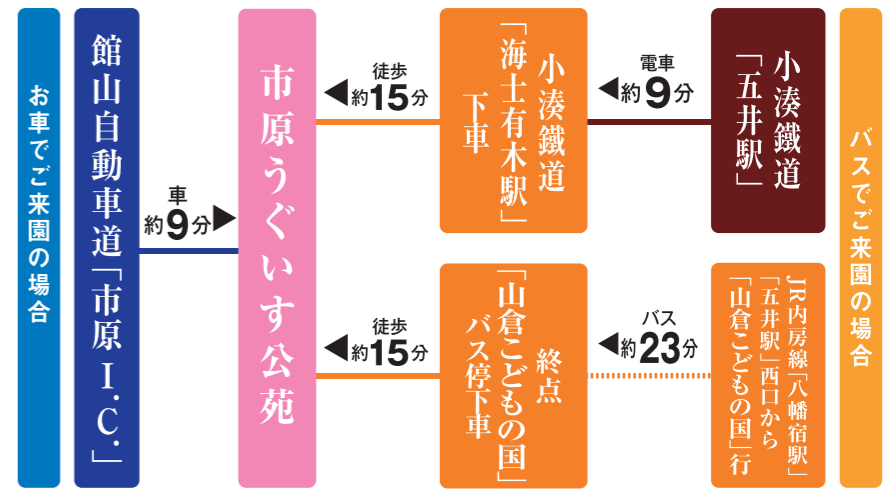 お車でご来園の場合
館山自動車道「市原I.C.」
車
約9分
市原うぐいす公苑
徒歩
約15分
小湊鐵道
「海士有木駅」
下車
電車
約9分
小湊鐵道
「五井駅」
徒歩
約15分
終点
「山倉こどもの国」
バス停下車
バス
約23分
JR内房線「八幡宿駅」
「五井駅」西口から
「山倉こどもの国」行
バスでご来園の場合